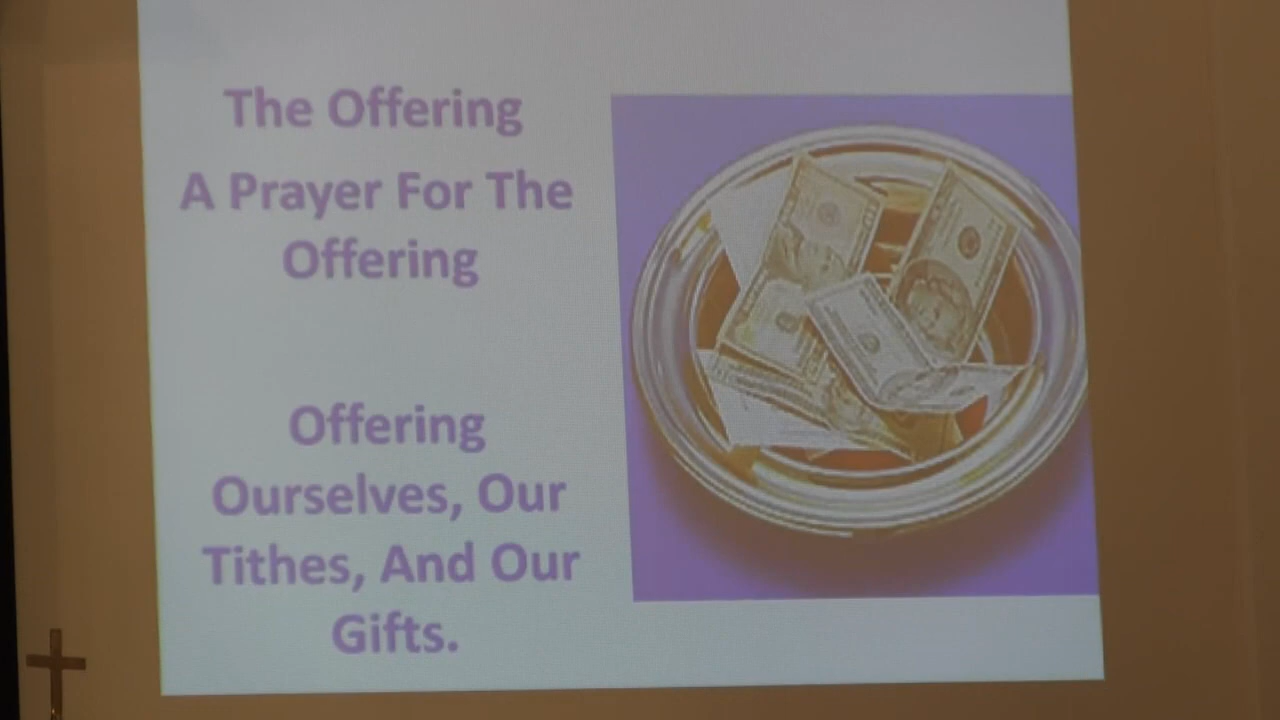 The Offering
A Prayer For The
Offering
Offering
Ourselves, Our
Tithes, And Our
Gifts.